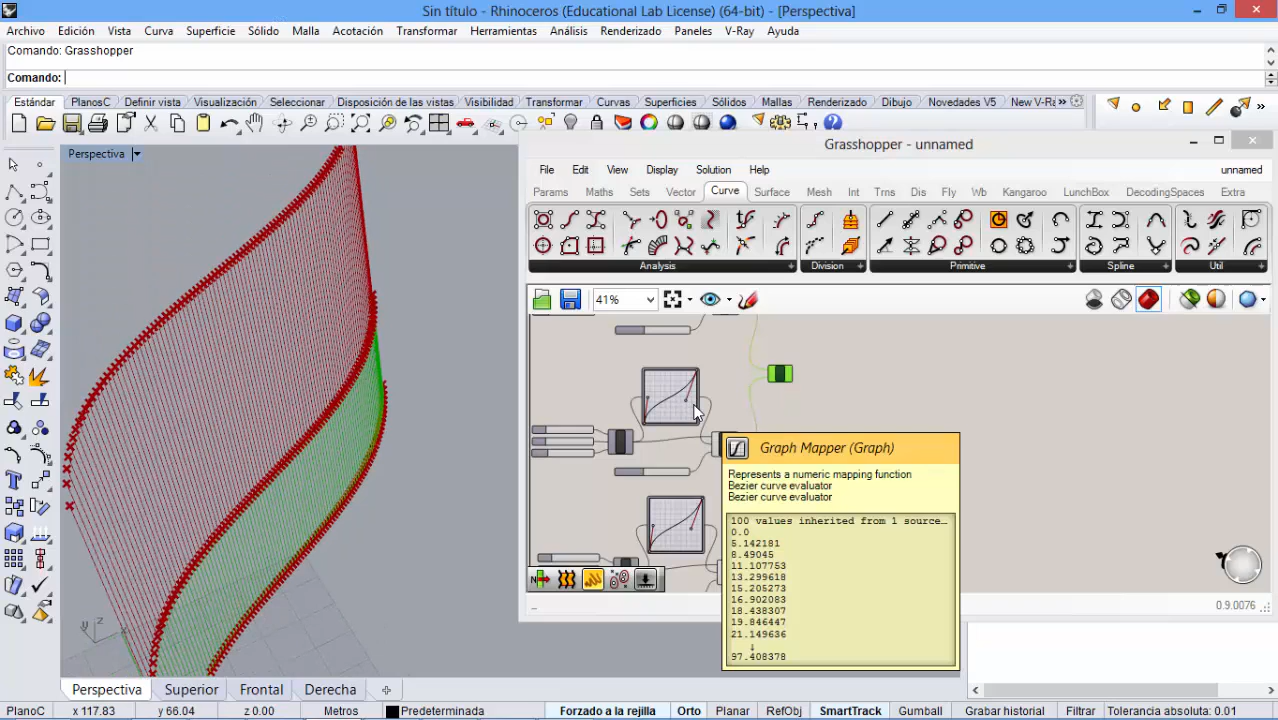 Sin título - Rhinoceros (Educational Lab License) (64-bit) - [Perspectiva]
Archivo Edición Vista Curva Superficie Sólido Malla Acotación Transformar Herramientas Análisis Renderizado Paneles V-Ray Ayuda
Comando: Grasshopper
Comando:
Estándar PlanosC Definir vista Visualización Seleccionar Disposición de las vistas Visibilidad Transformar Curvas Superficies Sólidos Mallas Renderizado Dibujo Novedades V5 New V-Ra
Perspectiva
Grasshopper - unnamed
File Edit View Display Solution Help unnamed
Params Maths Sets Vector Curve Surface Mesh Int Trns Dis Fly Wb Kangaroo LunchBox DecodingSpaces Extra
Analysis Division Primitive Spline Util
41%
Graph Mapper (Graph)
Represents a numeric mapping function
Bezier curve evaluator
Bezier curve evaluator
100 values inherited from 1 source…
0.0
5.142181
8.49045
11.107753
13.299618
15.205273
16.902083
18.438307
19.846447
21.149636
↓
97.408378
0.9.0076
z
y
x
Perspectiva Superior Frontal Derecha
PlanoC x 117.83 y 66.04 z 0.00 Metros Predeterminada Forzado a la rejilla Orto Planar RefObj SmartTrack Gumball Grabar historial Filtrar Tolerancia absoluta: 0.01